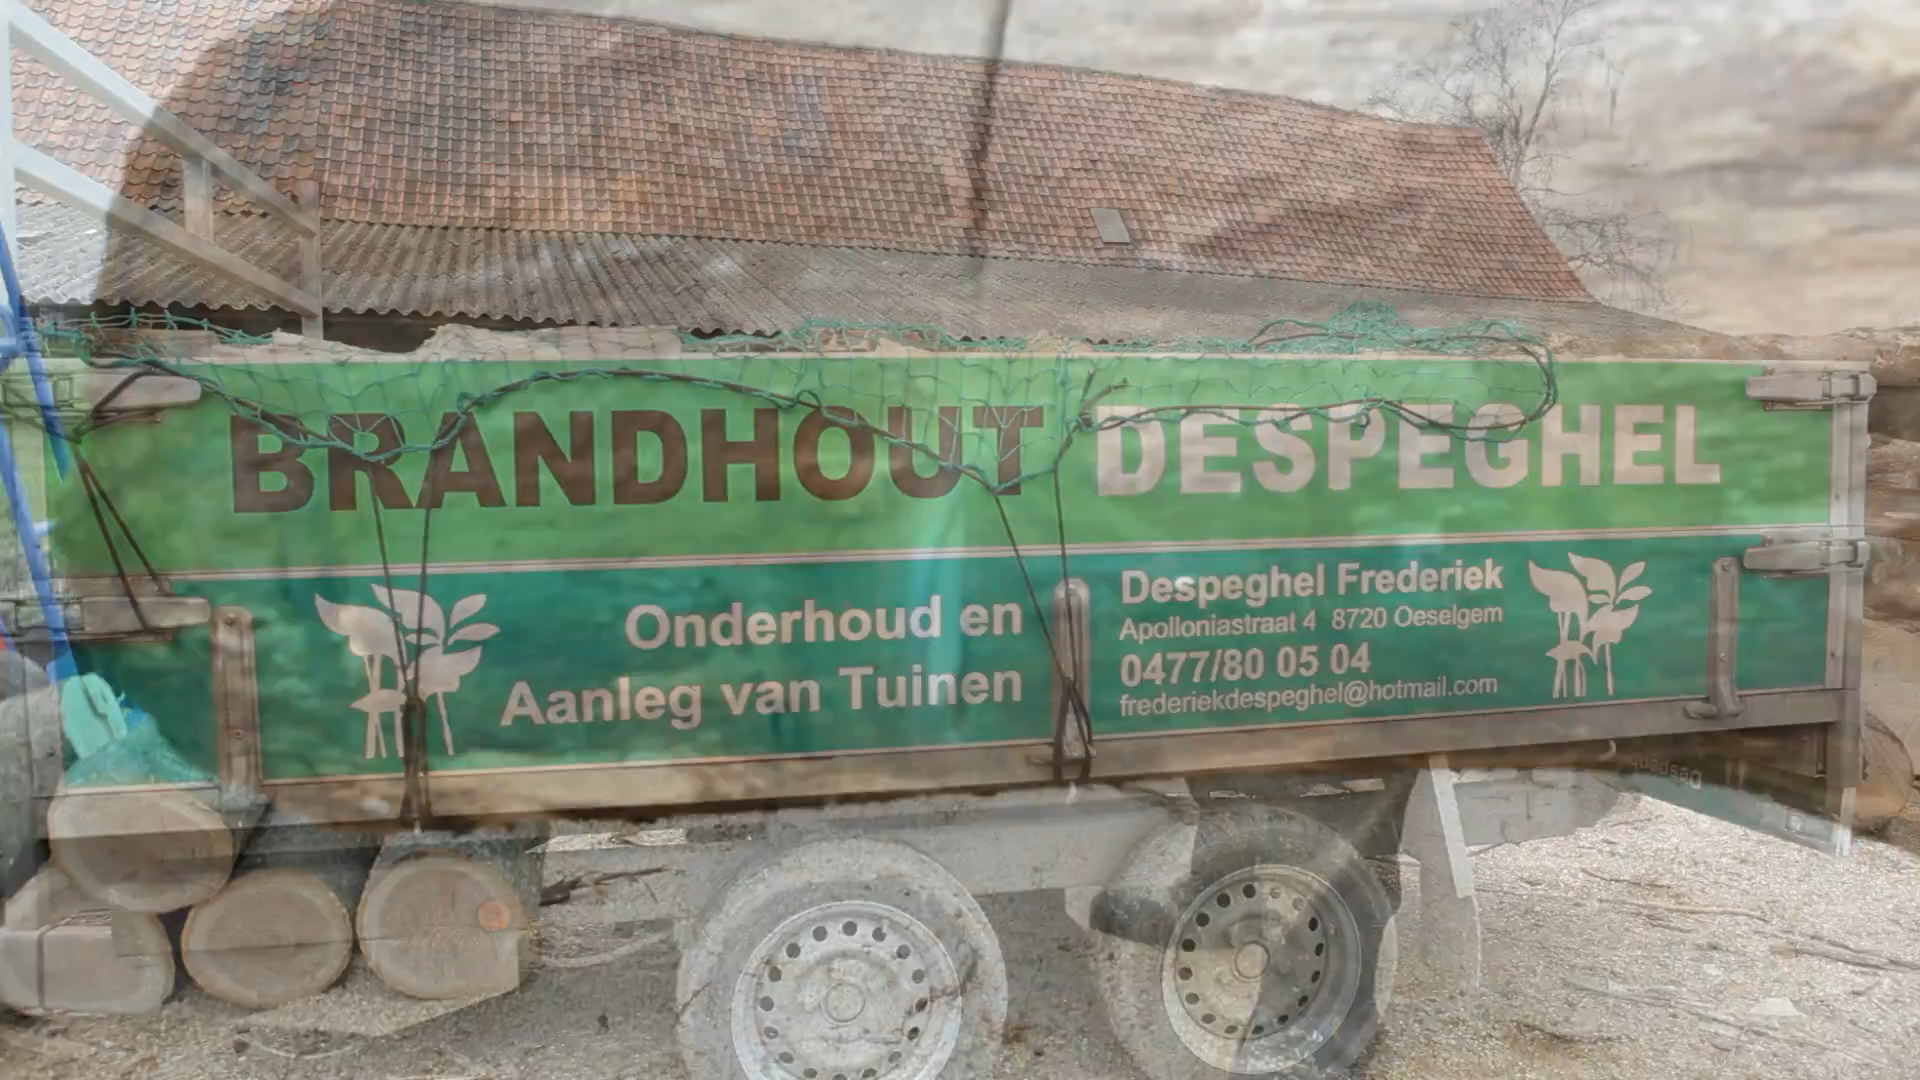 BRANDHOUT DESPEGHEL
Onderhoud en
Aanleg van Tuinen
Despeghel Frederiek
Apolloniastraat 4 8720 Oeselgem
0477/80 05 04
frederiekdespeghel@hotmail.com